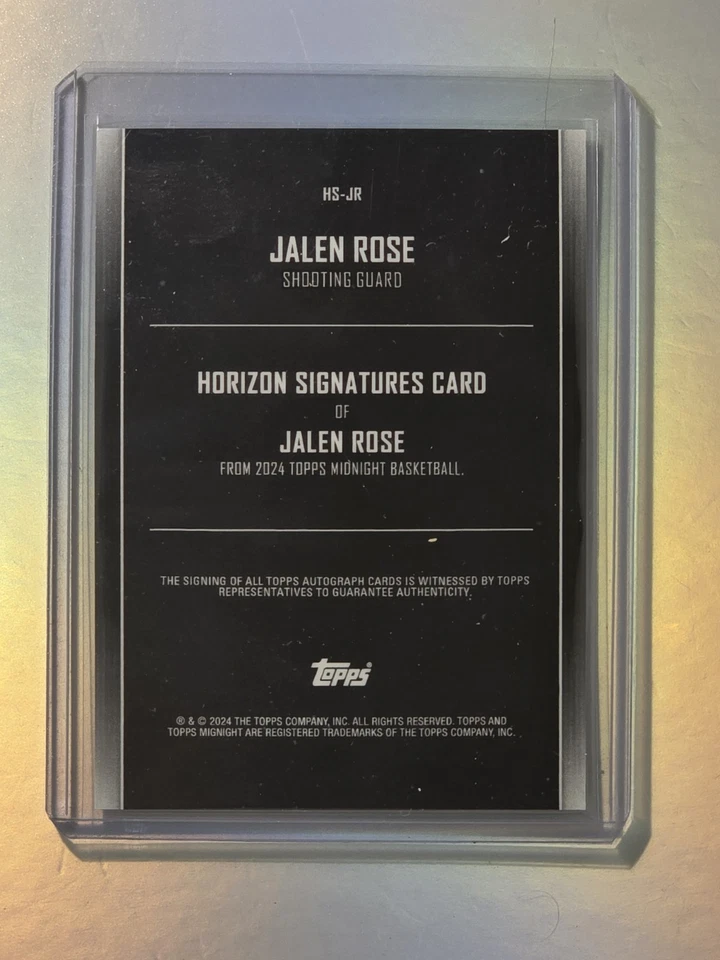 HS-JR
JALEN ROSE
SHOOTING GUARD
HORIZON SIGNATURES CARD
OF
JALEN ROSE
FROM 2024 TOPPS MIDNIGHT BASKETBALL.
THE SIGNING OF ALL TOPPS AUTOGRAPH CARDS IS WITNESSED BY TOPPS
REPRESENTATIVES TO GUARANTEE AUTHENTICITY.
topps®
® & © 2024 THE TOPPS COMPANY, INC. ALL RIGHTS RESERVED. TOPPS AND
TOPPS MIGNIGHT ARE REGISTERED TRADEMARKS OF THE TOPPS COMPANY, INC.